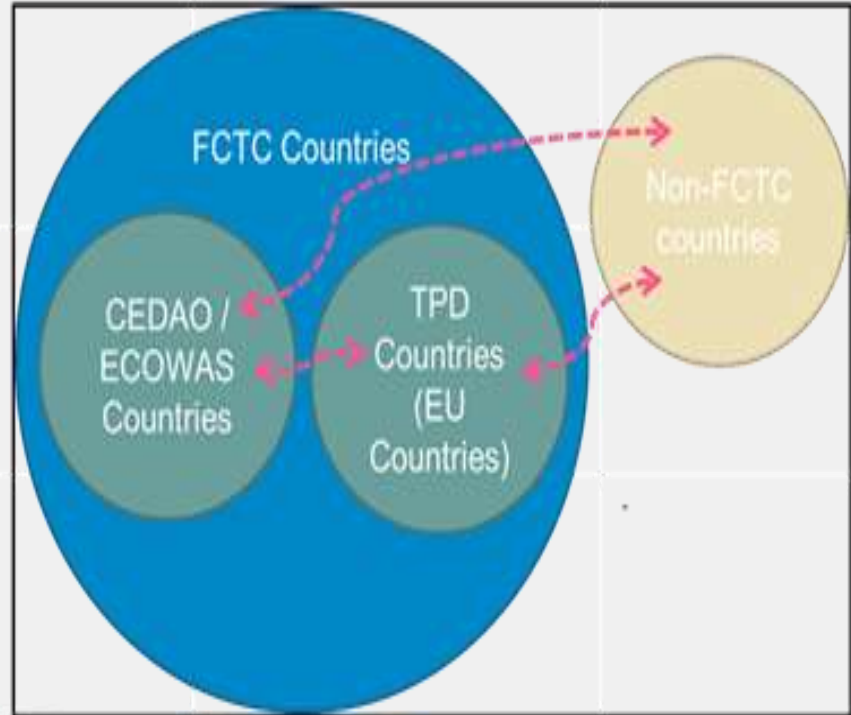 FCTC Countries
Non-FCTC
countries
CEDAO /
ECOWAS
Countries
TPD
Countries
(EU
Countries)